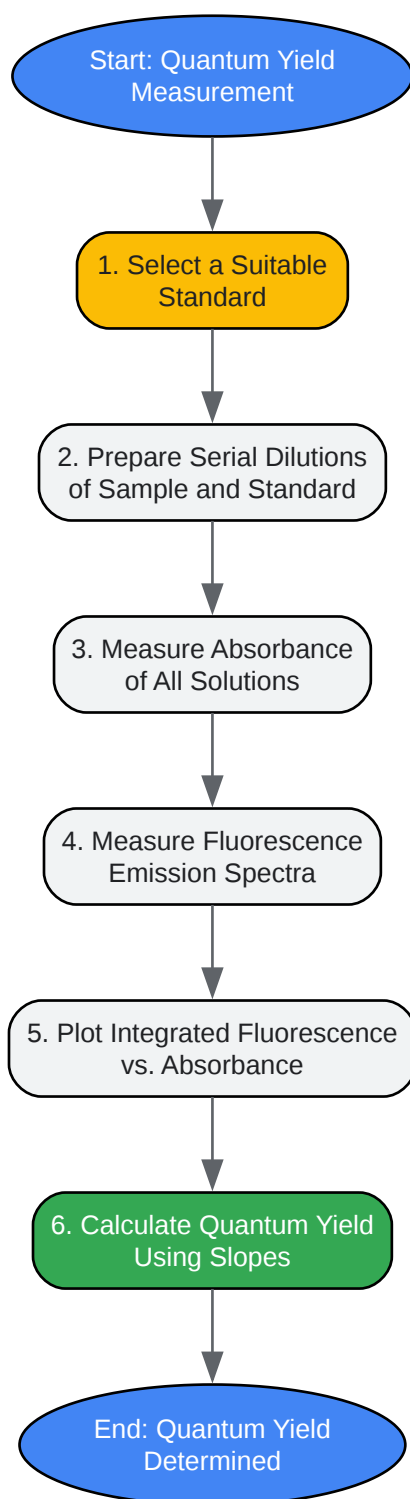 Start: Quantum Yield
Measurement
1. Select a Suitable
Standard
2. Prepare Serial Dilutions
of Sample and Standard
3. Measure Absorbance
of All Solutions
4. Measure Fluorescence
Emission Spectra
5. Plot Integrated Fluorescence
vs. Absorbance
6. Calculate Quantum Yield
Using Slopes
End: Quantum Yield
Determined